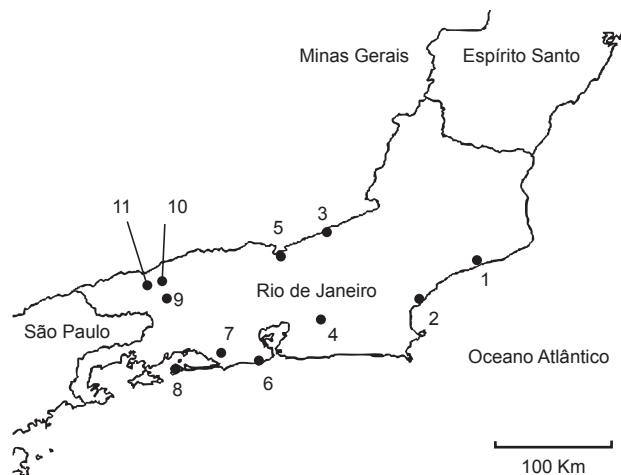 Minas Gerais
Espírito Santo
11
10
5
3
1
9
Rio de Janeiro
2
São Paulo
7
4
8
6
Oceano Atlântico
100 Km